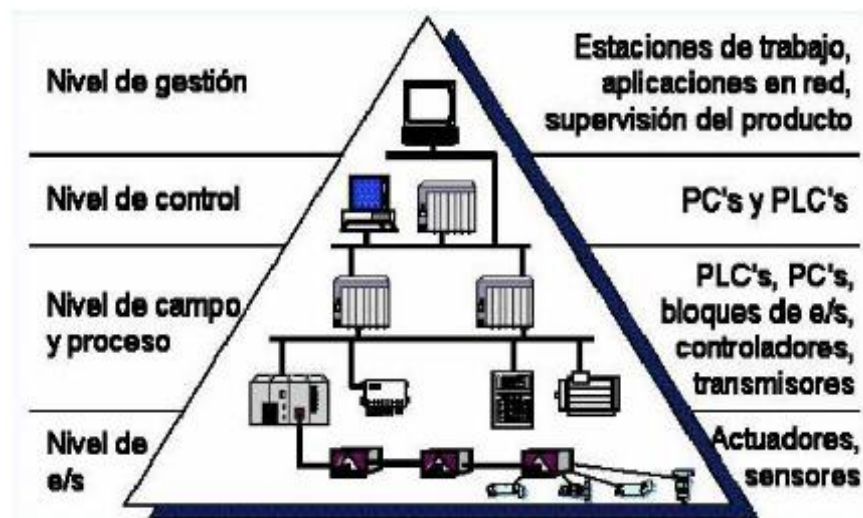 Nivel de gestión
Estaciones de trabajo,
aplicaciones en red,
supervisión del producto
Nivel de control
PC's y PLC's
Nivel de campo
y proceso
PLC's, PC's,
bloques de e/s,
controladores,
transmisores
Nivel de
e/s
Actuadores,
sensores